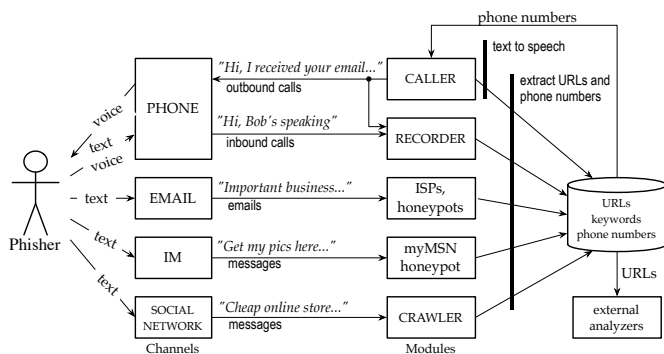 phone numbers
text to speech
extract URLs and
phone numbers
"Hi, I received your email..."
outbound calls
PHONE
CALLER
voice
text
voice
"Hi, Bob's speaking"
inbound calls
RECORDER
Phisher
text
EMAIL
"Important business..."
emails
ISPs,
honeypots
URLs
keywords
phone numbers
text
IM
"Get my pics here..."
messages
myMSN
honeypot
text
SOCIAL
NETWORK
"Cheap online store..."
messages
CRAWLER
URLs
external
analyzers
Channels
Modules